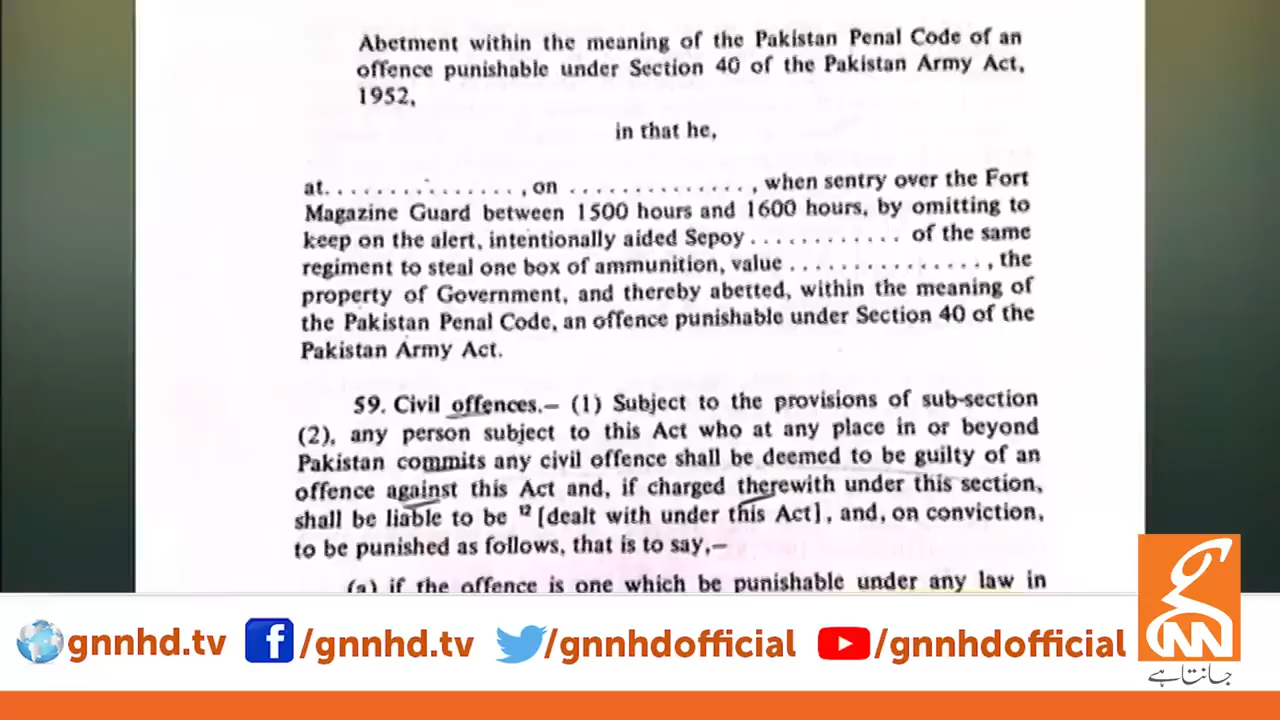 Abetment within the meaning of the Pakistan Penal Code of an
offence punishable under Section 40 of the Pakistan Army Act,
1952,
in that he,
at. . . . . . . . . . . . . . . , on . . . . . . . . . . . . . . , when sentry over the Fort
Magazine Guard between 1500 hours and 1600 hours, by omitting to
keep on the alert, intentionally aided Sepoy . . . . . . . . . . . . of the same
regiment to steal one box of ammunition, value . . . . . . . . . . . . . . . , the
property of Government, and thereby abetted, within the meaning of
the Pakistan Penal Code, an offence punishable under Section 40 of the
Pakistan Army Act.
59. Civil offences.— (1) Subject to the provisions of sub-section
(2), any person subject to this Act who at any place in or beyond
Pakistan commits any civil offence shall be deemed to be guilty of an
offence against this Act and, if charged therewith under this section,
shall be liable to be 12 [dealt with under this Act], and, on conviction,
to be punished as follows, that is to say,—
(a) if the offence is one which be punishable under any law in
gnnhd.tv /gnnhd.tv /gnnhdofficial /gnnhdofficial
GNN
جانتا ہے